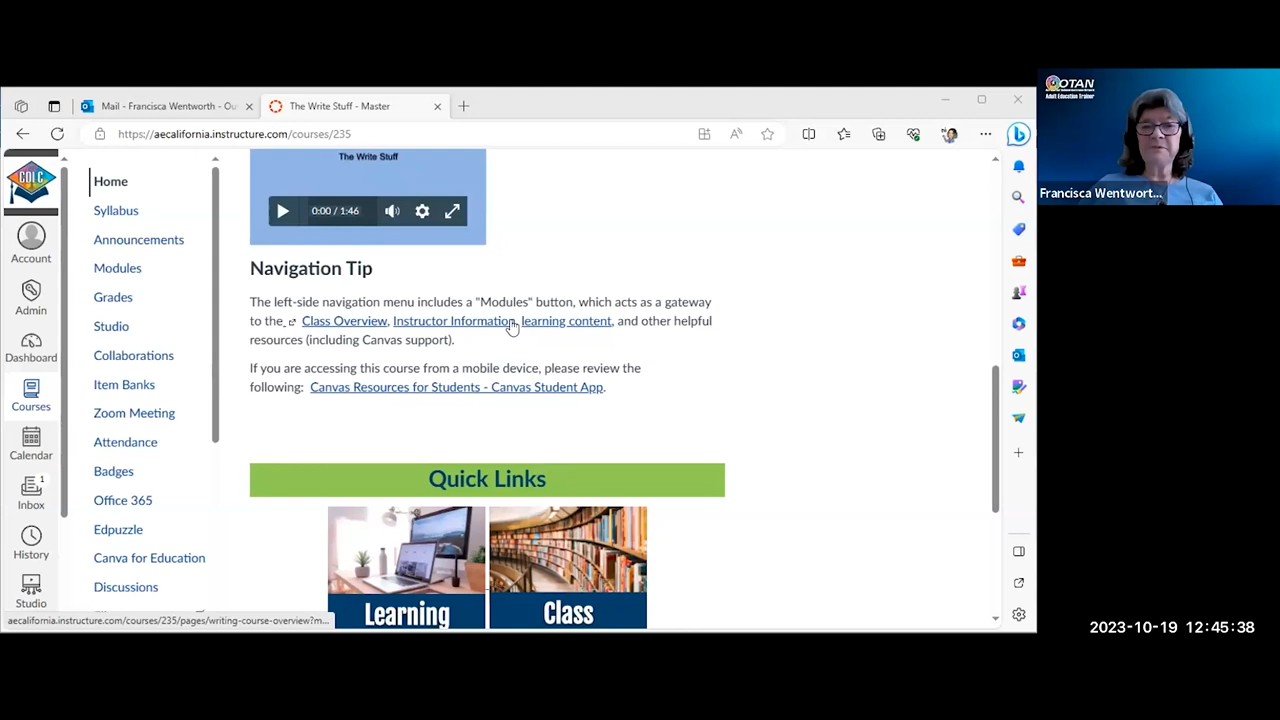 Mail - Francisca Wentworth - Ou
The Write Stuff - Master
https://aecalifornia.instructure.com/courses/235
COLC
Account
Admin
Dashboard
Courses
Calendar
1
Inbox
History
Studio
Home
Syllabus
Announcements
Modules
Grades
Studio
Collaborations
Item Banks
Zoom Meeting
Attendance
Badges
Office 365
Edpuzzle
Canva for Education
Discussions
The Write Stuff
0:00 / 1:46
Navigation Tip
The left-side navigation menu includes a "Modules" button, which acts as a gateway
to the Class Overview, Instructor Information, learning content, and other helpful
resources (including Canvas support).
If you are accessing this course from a mobile device, please review the
following: Canvas Resources for Students - Canvas Student App.
Quick Links
Learning
Class
aecalifornia.instructure.com/courses/235/pages/writing-course-overview?m...
OTAN
Adult Education Trainer
Francisca Wentwort...
2023-10-19 12:45:38